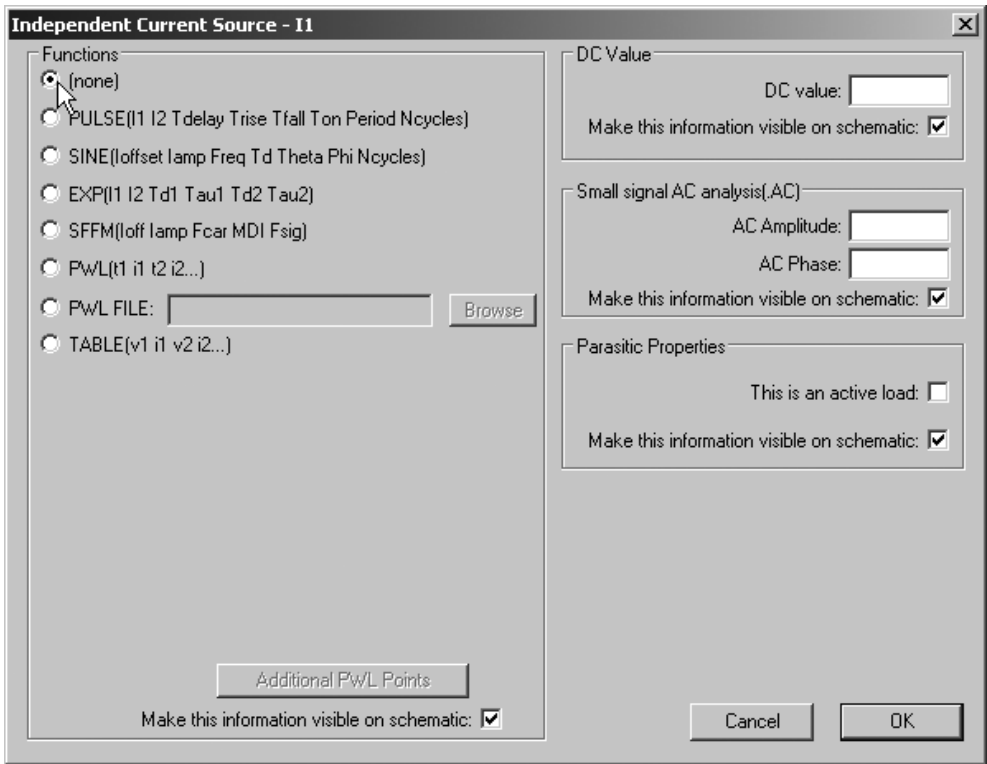 Independent Current Source - I1
Functions
(none)
PULSE(I1 I2 Tdelay Trise Tfall Ton Period Ncycles)
SINE(Ioffset Iamp Freq Td Theta Phi Ncycles)
EXP(I1 I2 Td1 Tau1 Td2 Tau2)
SFFM(Ioff Iamp Fcar MDI Fsig)
PWL(t1 i1 t2 i2...)
PWL FILE:
Browse
TABLE(v1 i1 v2 i2...)
Additional PWL Points
Make this information visible on schematic:
DC Value
DC value:
Make this information visible on schematic:
Small signal AC analysis(.AC)
AC Amplitude:
AC Phase:
Make this information visible on schematic:
Parasitic Properties
This is an active load:
Make this information visible on schematic:
Cancel
OK